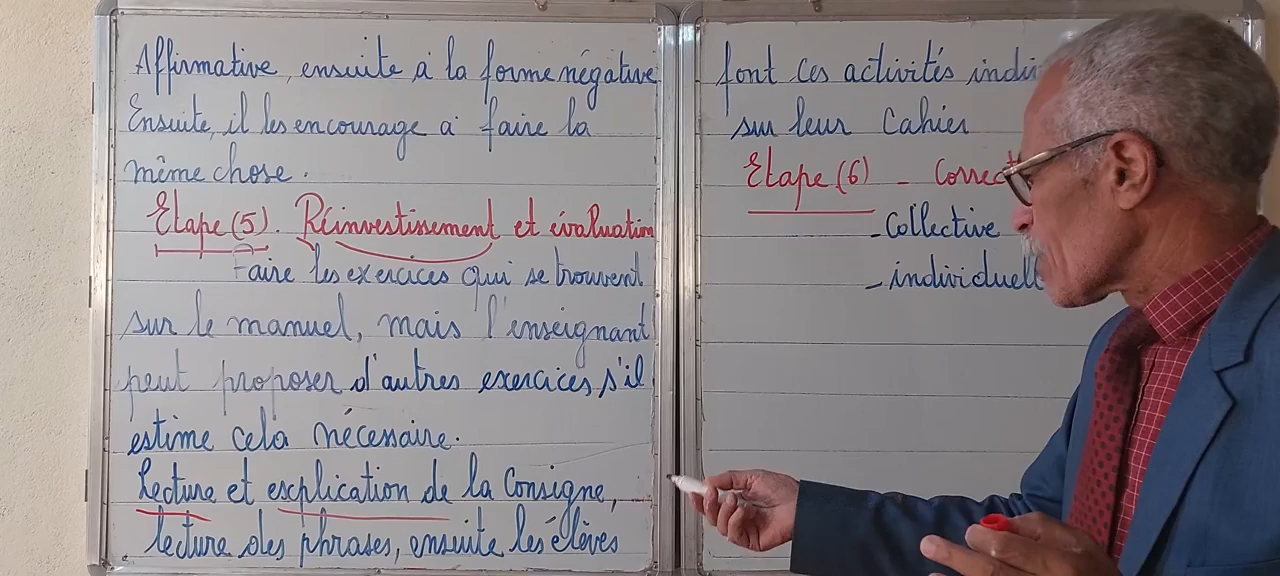 Affirmative, ensuite à la forme négative
Ensuite, il les encourage à faire la
même chose.
Etape (5). Réinvestissement et évaluation
Faire les exercices qui se trouvent
sur le manuel, mais l'enseignant
peut proposer d'autres exercices, s'il
estime cela nécessaire.
Lecture et explication de la Consigne,
lecture des phrases, ensuite les élèves
font ces activités
sur leur Cahier
Etape (6) -
- Collective
-